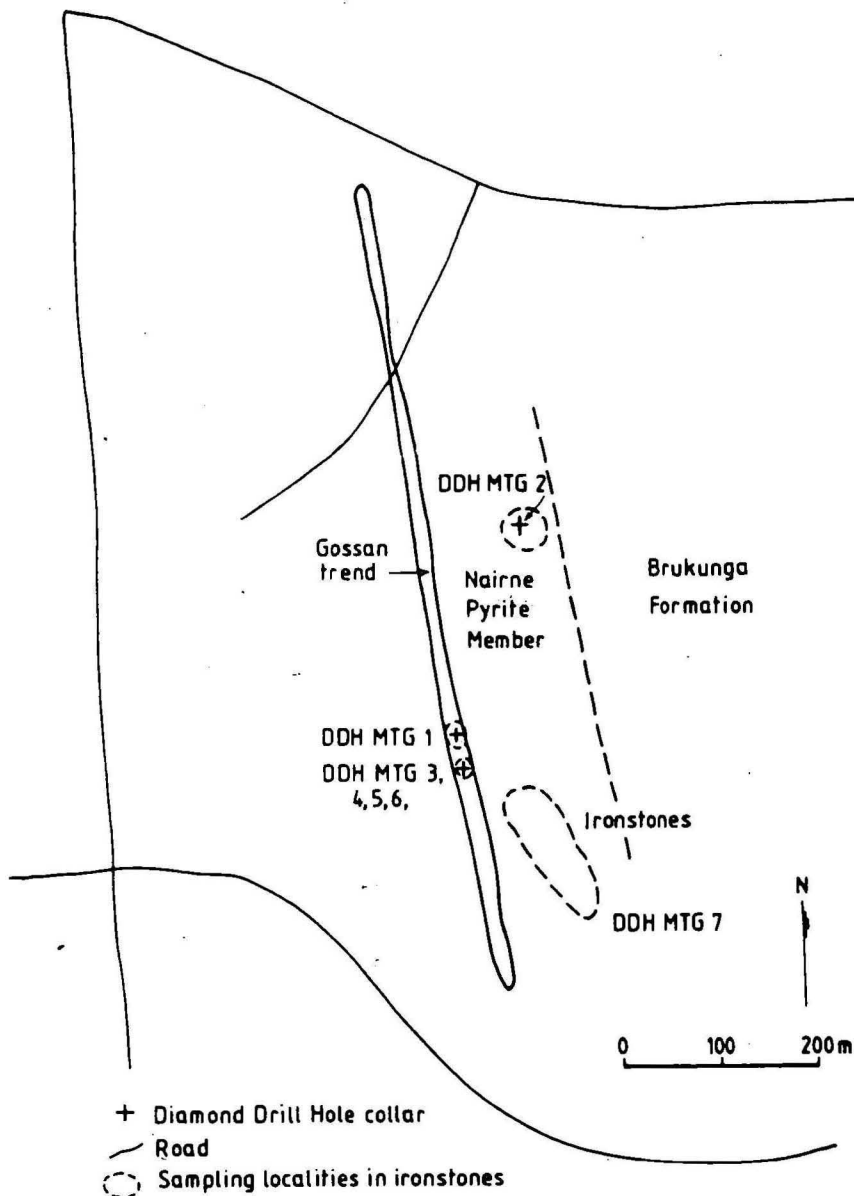 DDH MTG 2
Gossan
trend
Nairne
Pyrite
Member
Brukunga
Formation
DDH MTG 1
DDH MTG 3,
4,5,6,
Ironstones
DDH MTG 7
N
0 100 200m
+ Diamond Drill Hole collar
Road
Sampling localities in ironstones